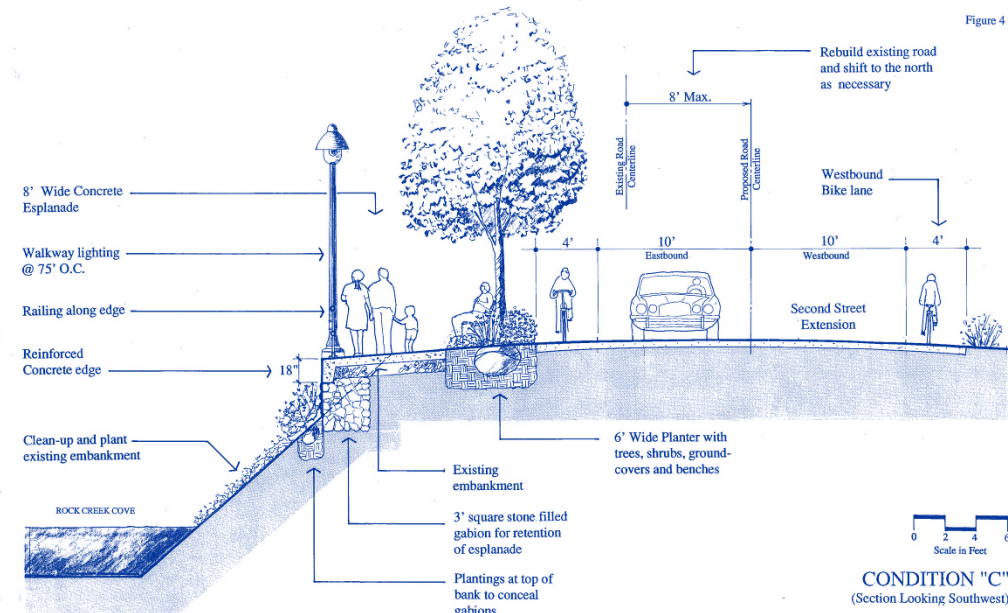 Figure 4
Rebuild existing road
and shift to the north
as necessary
8' Max.
Existing Road
Centerline
Proposed Road
Centerline
8' Wide Concrete
Esplanade
Westbound
Bike lane
Walkway lighting
@ 75' O.C.
4'
10'
10'
4'
Eastbound
Westbound
Railing along edge
Second Street
Extension
Reinforced
Concrete edge
18"
Clean-up and plant
existing embankment
6' Wide Planter with
trees, shrubs, ground-
covers and benches
Existing
embankment
ROCK CREEK COVE
3' square stone filled
gabion for retention
of esplanade
0 2 4 6
Scale in Feet
Plantings at top of
bank to conceal
gabions
CONDITION "C"
(Section Looking Southwest)